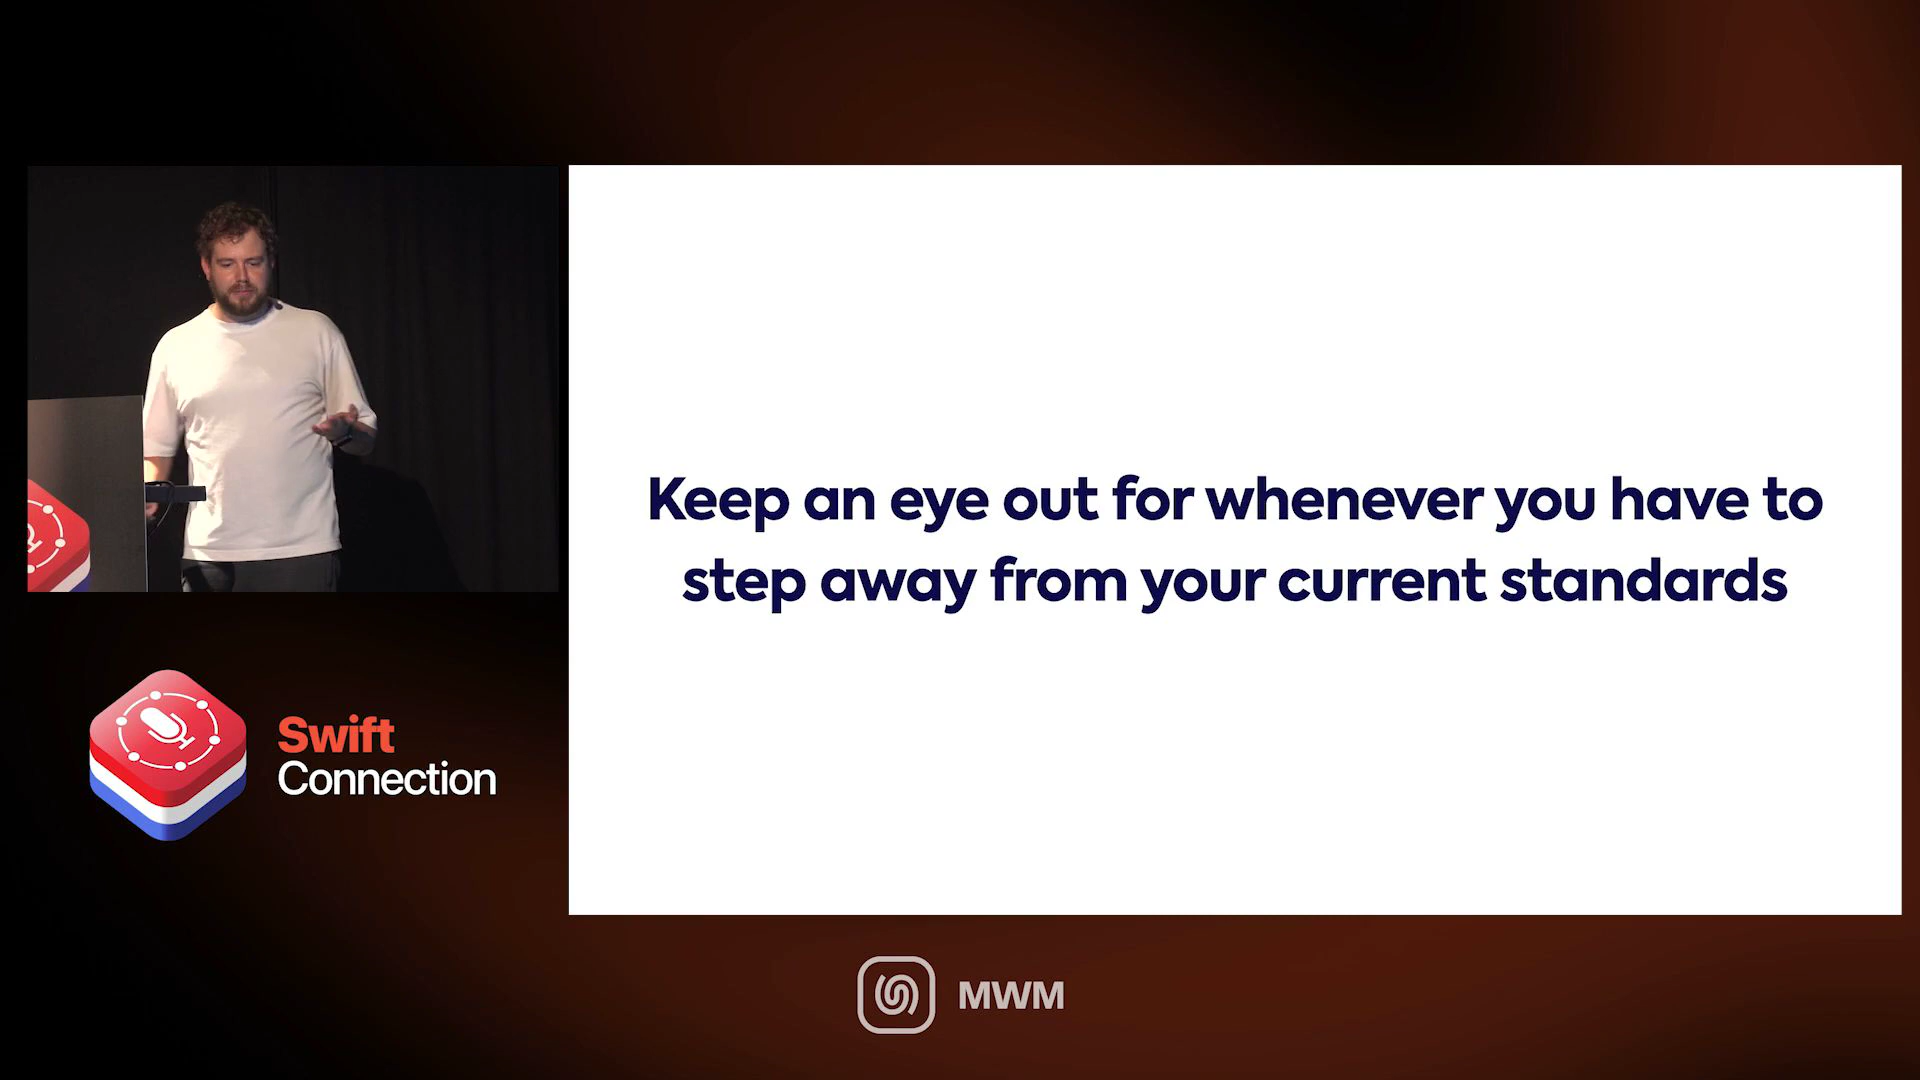 Keep an eye out for whenever you have to
step away from your current standards
Swift
Connection
MWM